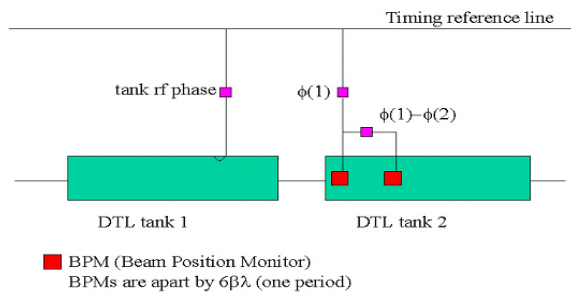 Timing reference line
tank rf phase
ϕ(1)
ϕ(1)–ϕ(2)
DTL tank 1
DTL tank 2
BPM (Beam Position Monitor)
BPMs are apart by 6βλ (one period)